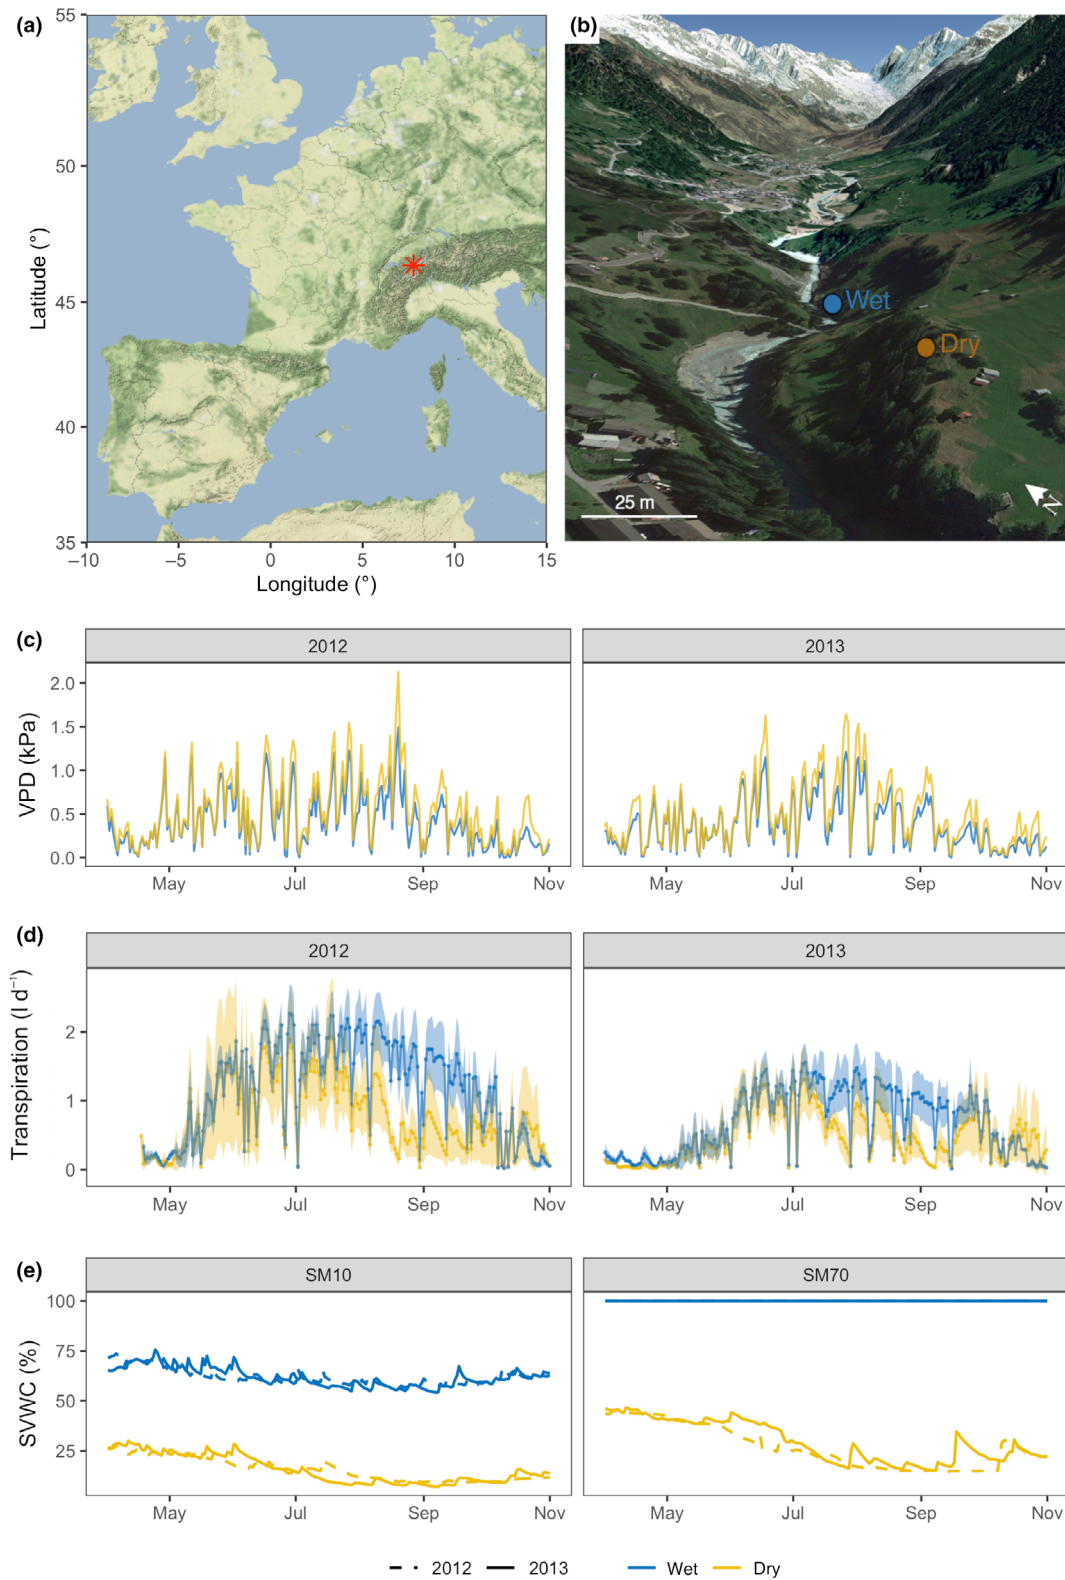 (a)
55
50
45
40
35
Latitude (°)
−10
−5
0
5
10
15
Longitude (°)
(b)
Wet
Dry
25 m
N
(c)
2012
2013
VPD (kPa)
2.0
1.5
1.0
0.5
0.0
May
Jul
Sep
Nov
May
Jul
Sep
Nov
(d)
2012
2013
Transpiration (l d⁻¹)
2
1
0
May
Jul
Sep
Nov
May
Jul
Sep
Nov
(e)
SM10
SM70
SVWC (%)
100
75
50
25
May
Jul
Sep
Nov
May
Jul
Sep
Nov
2012
2013
Wet
Dry